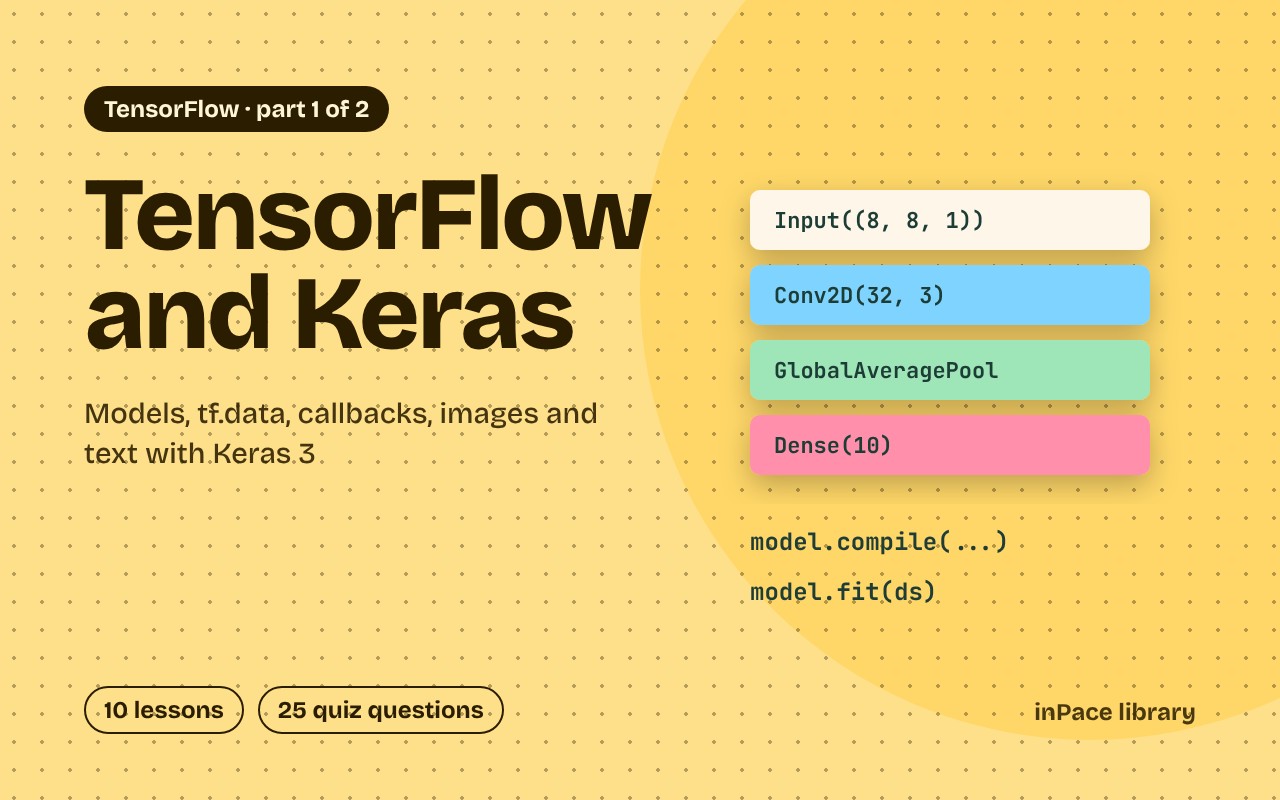 TensorFlow · part 1 of 2
TensorFlow
and Keras
Models, tf.data, callbacks, images and
text with Keras 3
Input((8, 8, 1))
Conv2D(32, 3)
GlobalAveragePool
Dense(10)
model.compile(...)
model.fit(ds)
10 lessons
25 quiz questions
inPace library